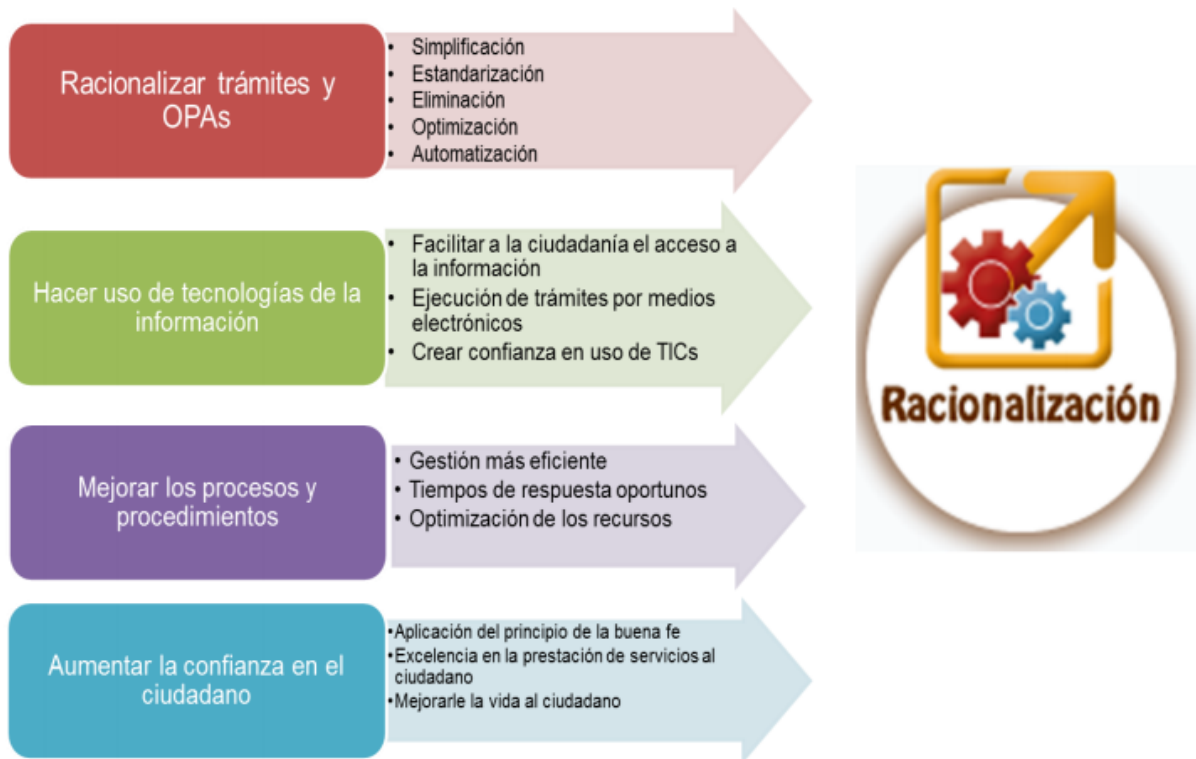 Racionalizar trámites y
OPAs
• Simplificación
• Estandarización
• Eliminación
• Optimización
• Automatización
Hacer uso de tecnologías de la
información
• Facilitar a la ciudadanía el acceso a
la información
• Ejecución de trámites por medios
electrónicos
• Crear confianza en uso de TICs
Mejorar los procesos y
procedimientos
• Gestión más eficiente
• Tiempos de respuesta oportunos
• Optimización de los recursos
Aumentar la confianza en el
ciudadano
•Aplicación del principio de la buena fe
•Excelencia en la prestación de servicios al
ciudadano
•Mejorarle la vida al ciudadano
Racionalización